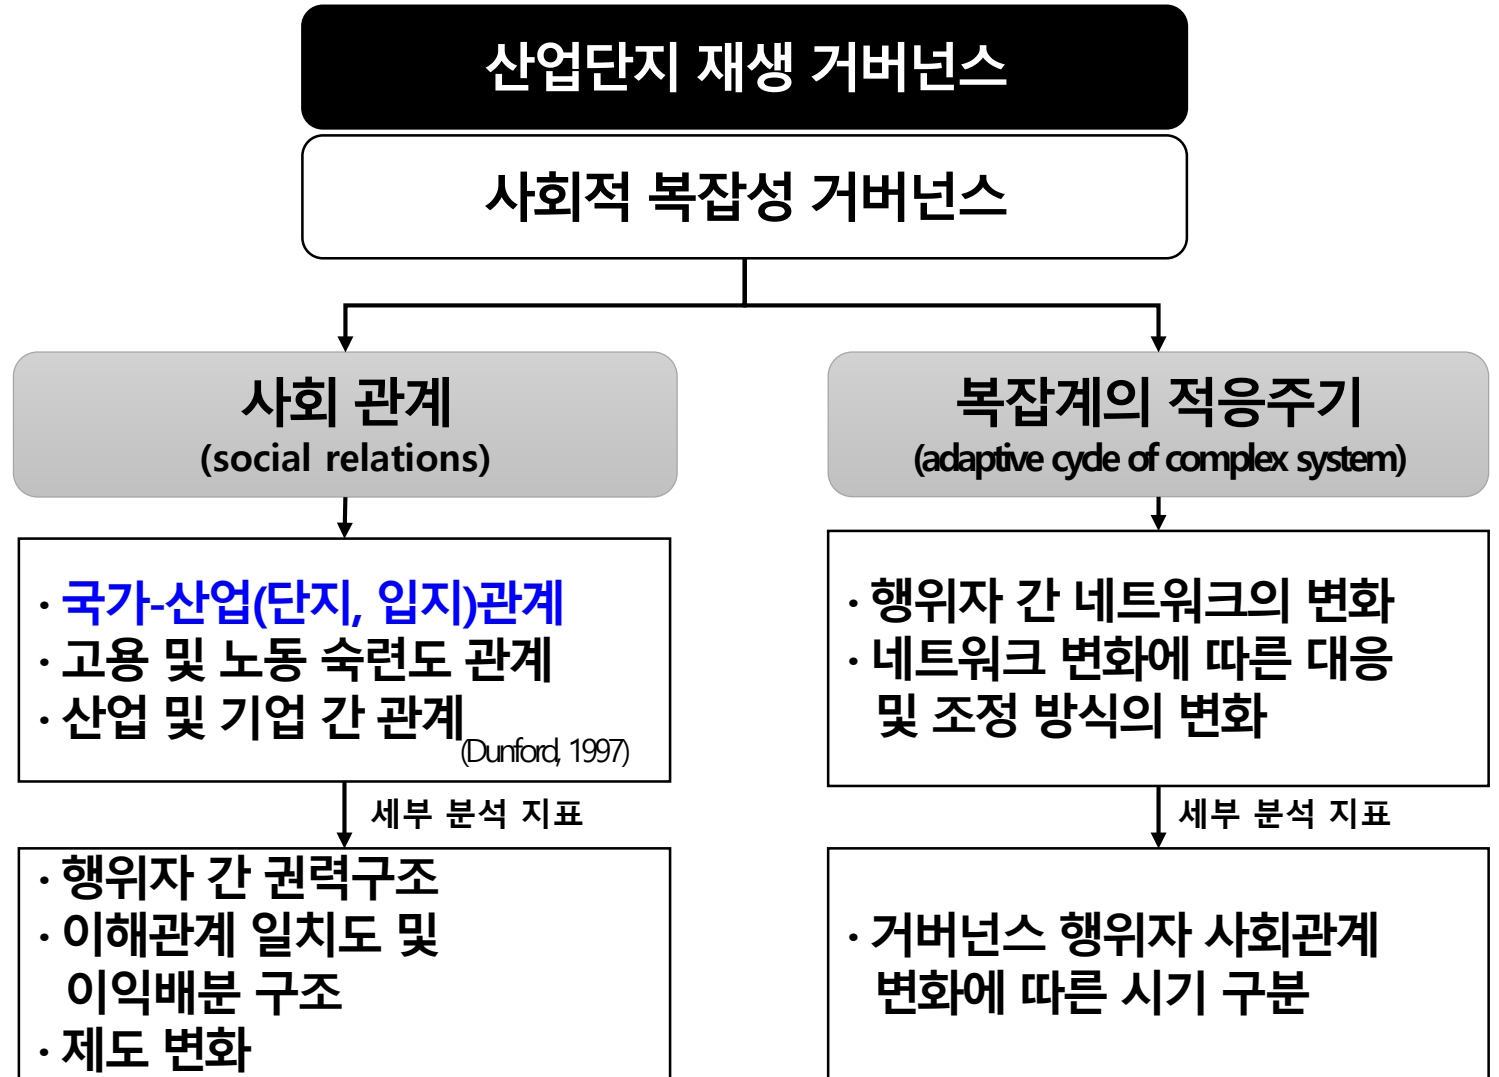 산업단지 재생 거버넌스
사회적 복잡성 거버넌스
사회 관계
(social relations)
· 국가-산업(단지, 입지)관계
· 고용 및 노동 숙련도 관계
· 산업 및 기업 간 관계
(Dunford, 1997)
세부 분석 지표
· 행위자 간 권력구조
· 이해관계 일치도 및
이익배분 구조
· 제도 변화
복잡계의 적응주기
(adaptive cycle of complex system)
· 행위자 간 네트워크의 변화
· 네트워크 변화에 따른 대응
및 조정 방식의 변화
세부 분석 지표
· 거버넌스 행위자 사회관계
변화에 따른 시기 구분